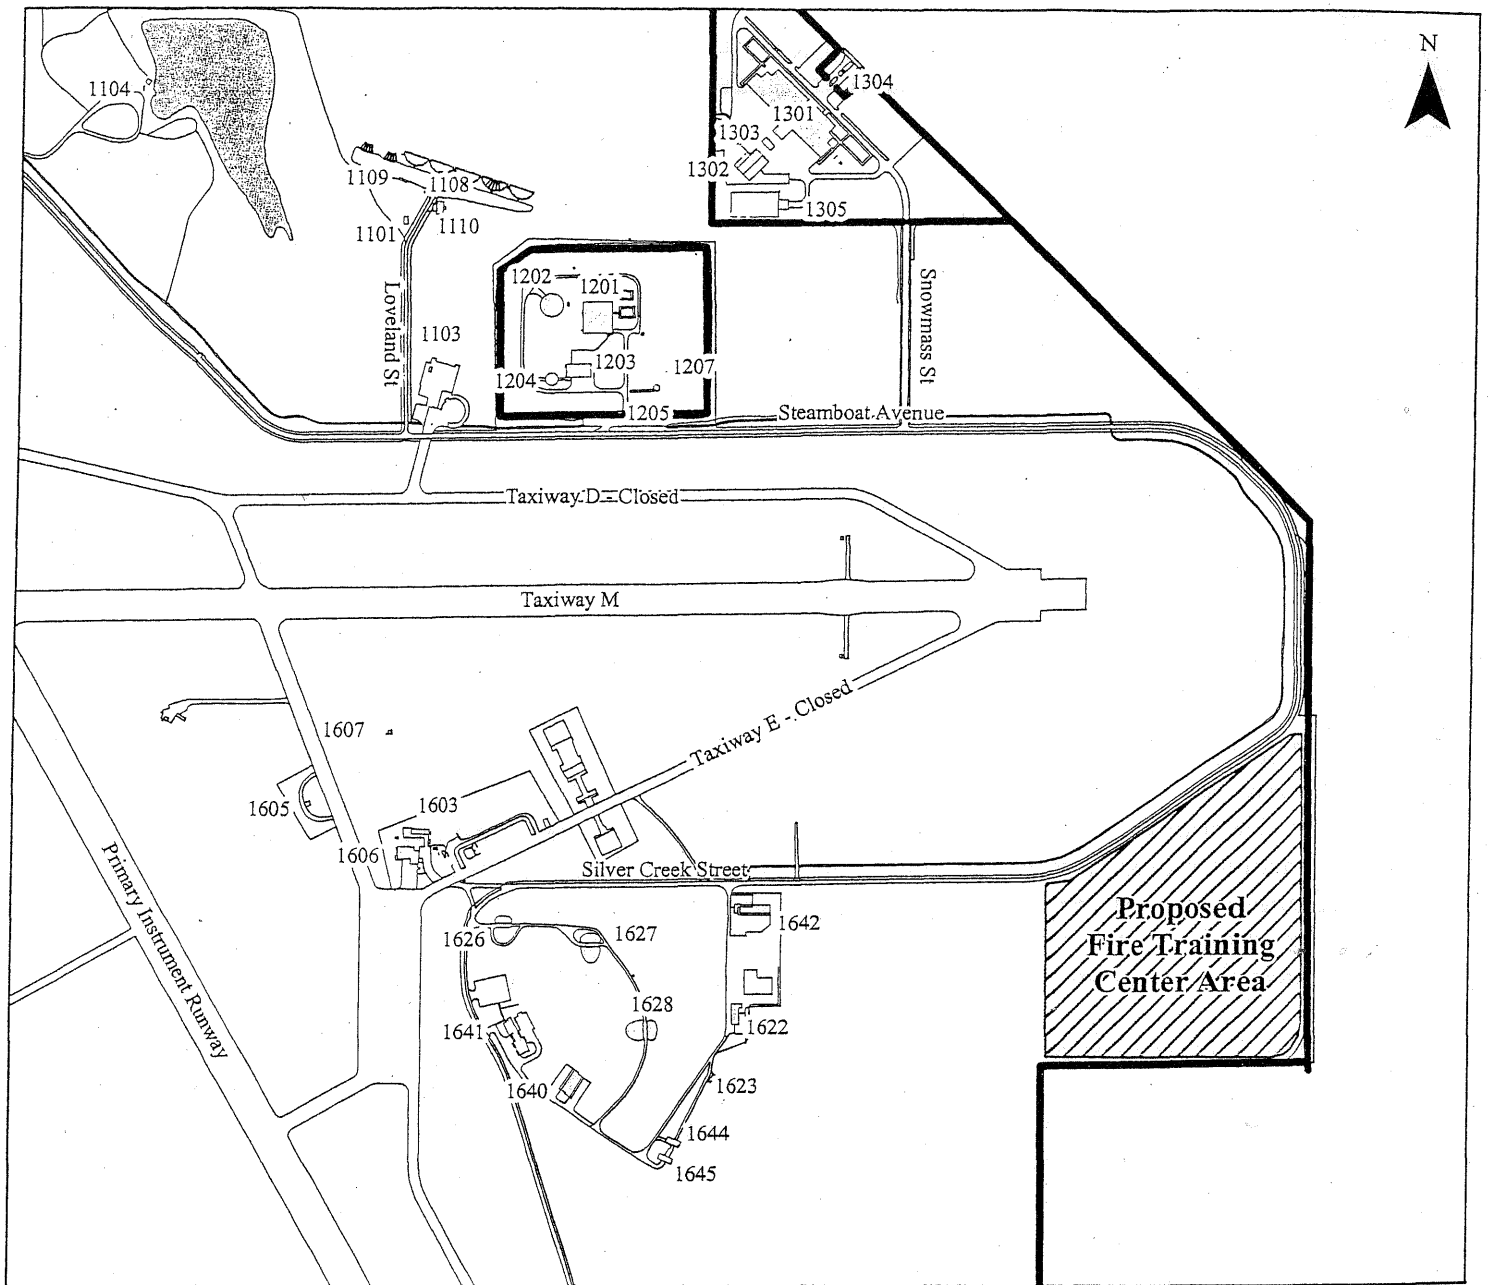 N
1104
1304
1301
1303
1302
1305
1109
1108
1101
1110
Loveland St
Snowmass St
1202
1201
1103
1203
1204
1207
1205
Steamboat Avenue
Taxiway D - Closed
Taxiway M
Taxiway E - Closed
1607
1605
1603
1606
Primary Instrument Runway
Silver Creek Street
1626
1627
1642
1628
1641
1622
1640
1623
1644
1645
Proposed
Fire Training
Center Area